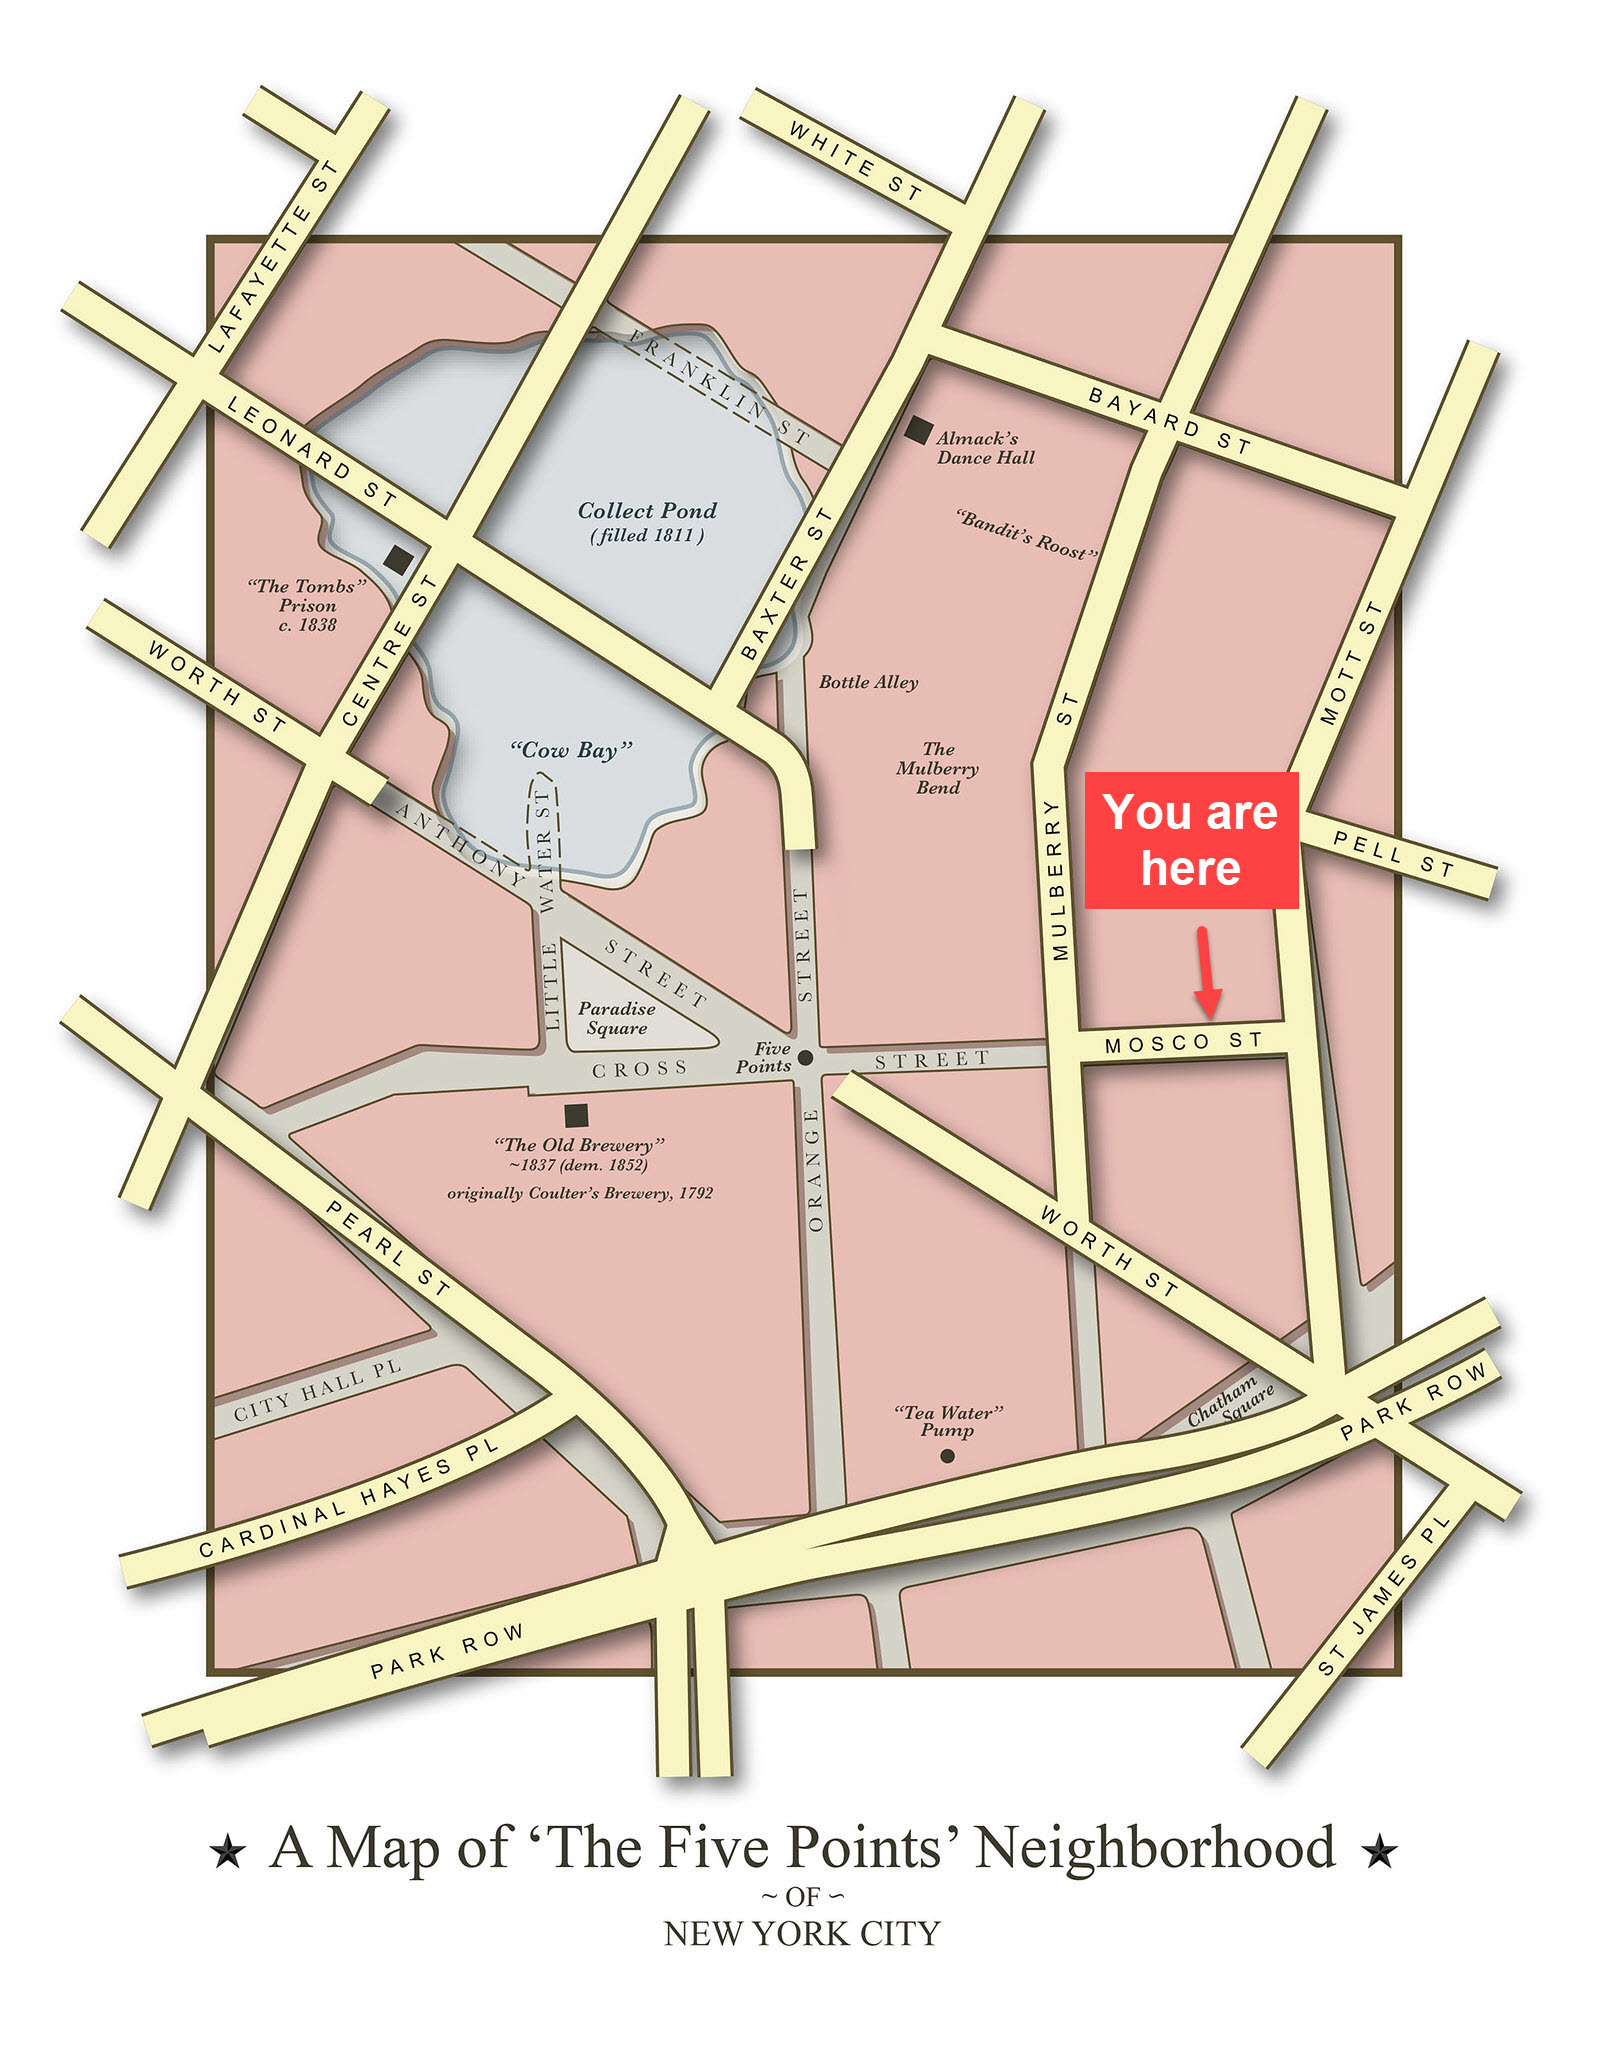 WHITE ST
LAFAYETTE ST
FRANKLIN ST
LEONARD ST
BAYARD ST
Almack's
Dance Hall
Collect Pond
(filled 1811)
"Bandit's Roost"
BAXTER ST
"The Tombs"
Prison
c. 1838
CENTRE ST
WORTH ST
MOTT ST
Bottle Alley
"Cow Bay"
The
Mulberry
Bend
MULBERRY ST
You are
here
PELL ST
ANTHONY STREET
LITTLE WATER ST
Paradise
Square
Five
Points
CROSS STREET
MOSCO ST
ORANGE STREET
"The Old Brewery"
~1837 (dem. 1852)
originally Coulter's Brewery, 1792
PEARL ST
WORTH ST
CITY HALL PL
Chatham
Square
"Tea Water"
Pump
PARK ROW
CARDINAL HAYES PL
ST JAMES PL
PARK ROW
A Map of ‘The Five Points’ Neighborhood
~ OF ~
NEW YORK CITY